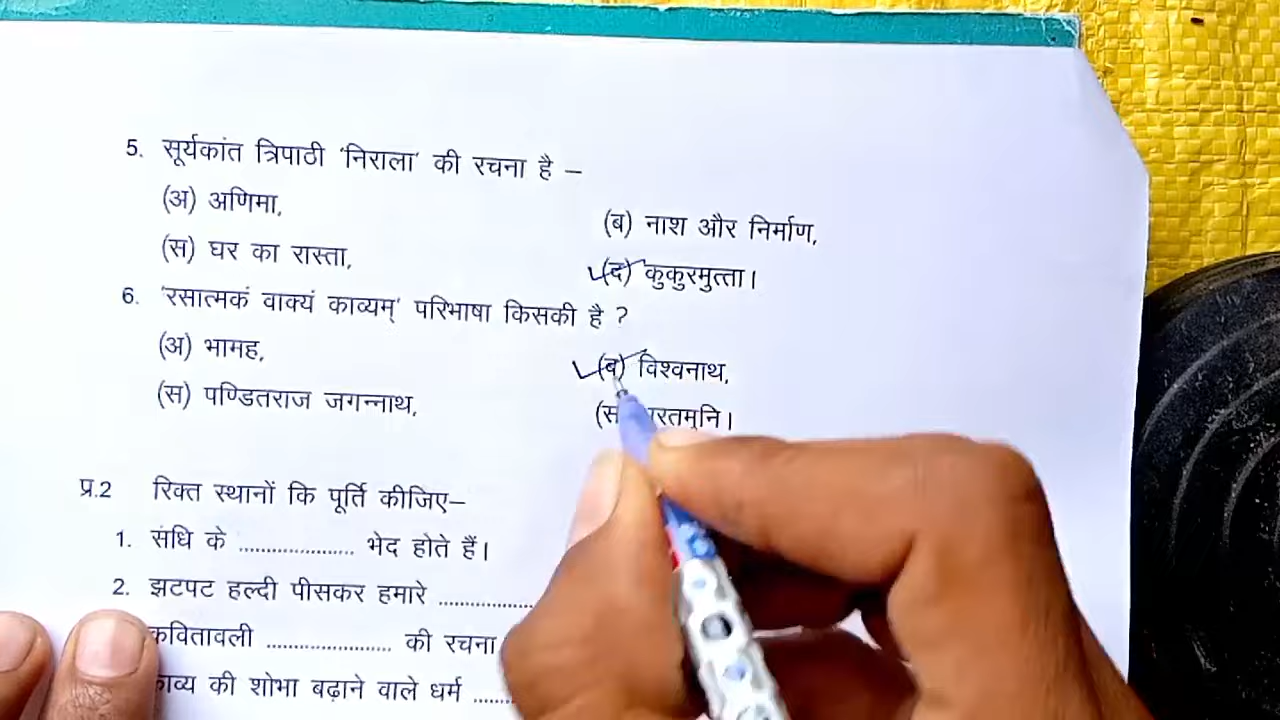 5. सूर्यकांत त्रिपाठी ‘निराला’ की रचना है –
(अ) अणिमा,
(ब) नाश और निर्माण,
(स) घर का रास्ता,
(द) कुकुरमुत्ता।
6. ‘रसात्मकं वाक्यं काव्यम्’ परिभाषा किसकी है ?
(अ) भामह,
(ब) विश्वनाथ,
(स) पण्डितराज जगन्नाथ,
(स
प्र.2 रिक्त स्थानों कि पूर्ति कीजिए–
1. संधि के ..................... भेद होते हैं।
2. झटपट हल्दी पीसकर हमारे .................
कवितावली ....................... की रचना
की शोभा बढ़ाने वाले धर्म .......